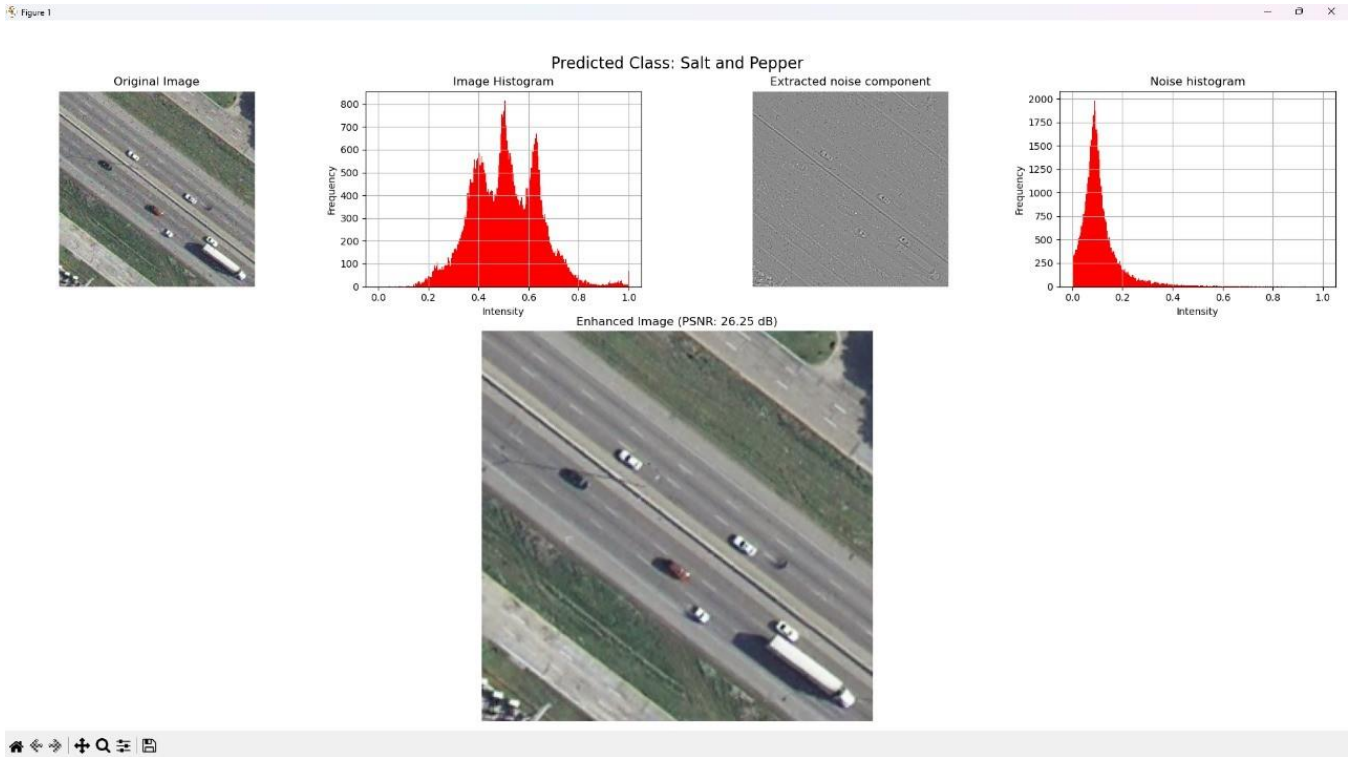 Figure 1
Predicted Class: Salt and Pepper
Original Image
Image Histogram
Extracted noise component
Noise histogram
800
700
600
500
400
300
200
100
0
Frequency
0.0 0.2 0.4 0.6 0.8 1.0
Intensity
2000
1750
1500
1250
1000
750
500
250
0
Frequency
0.0 0.2 0.4 0.6 0.8 1.0
Intensity
Enhanced Image (PSNR: 26.25 dB)